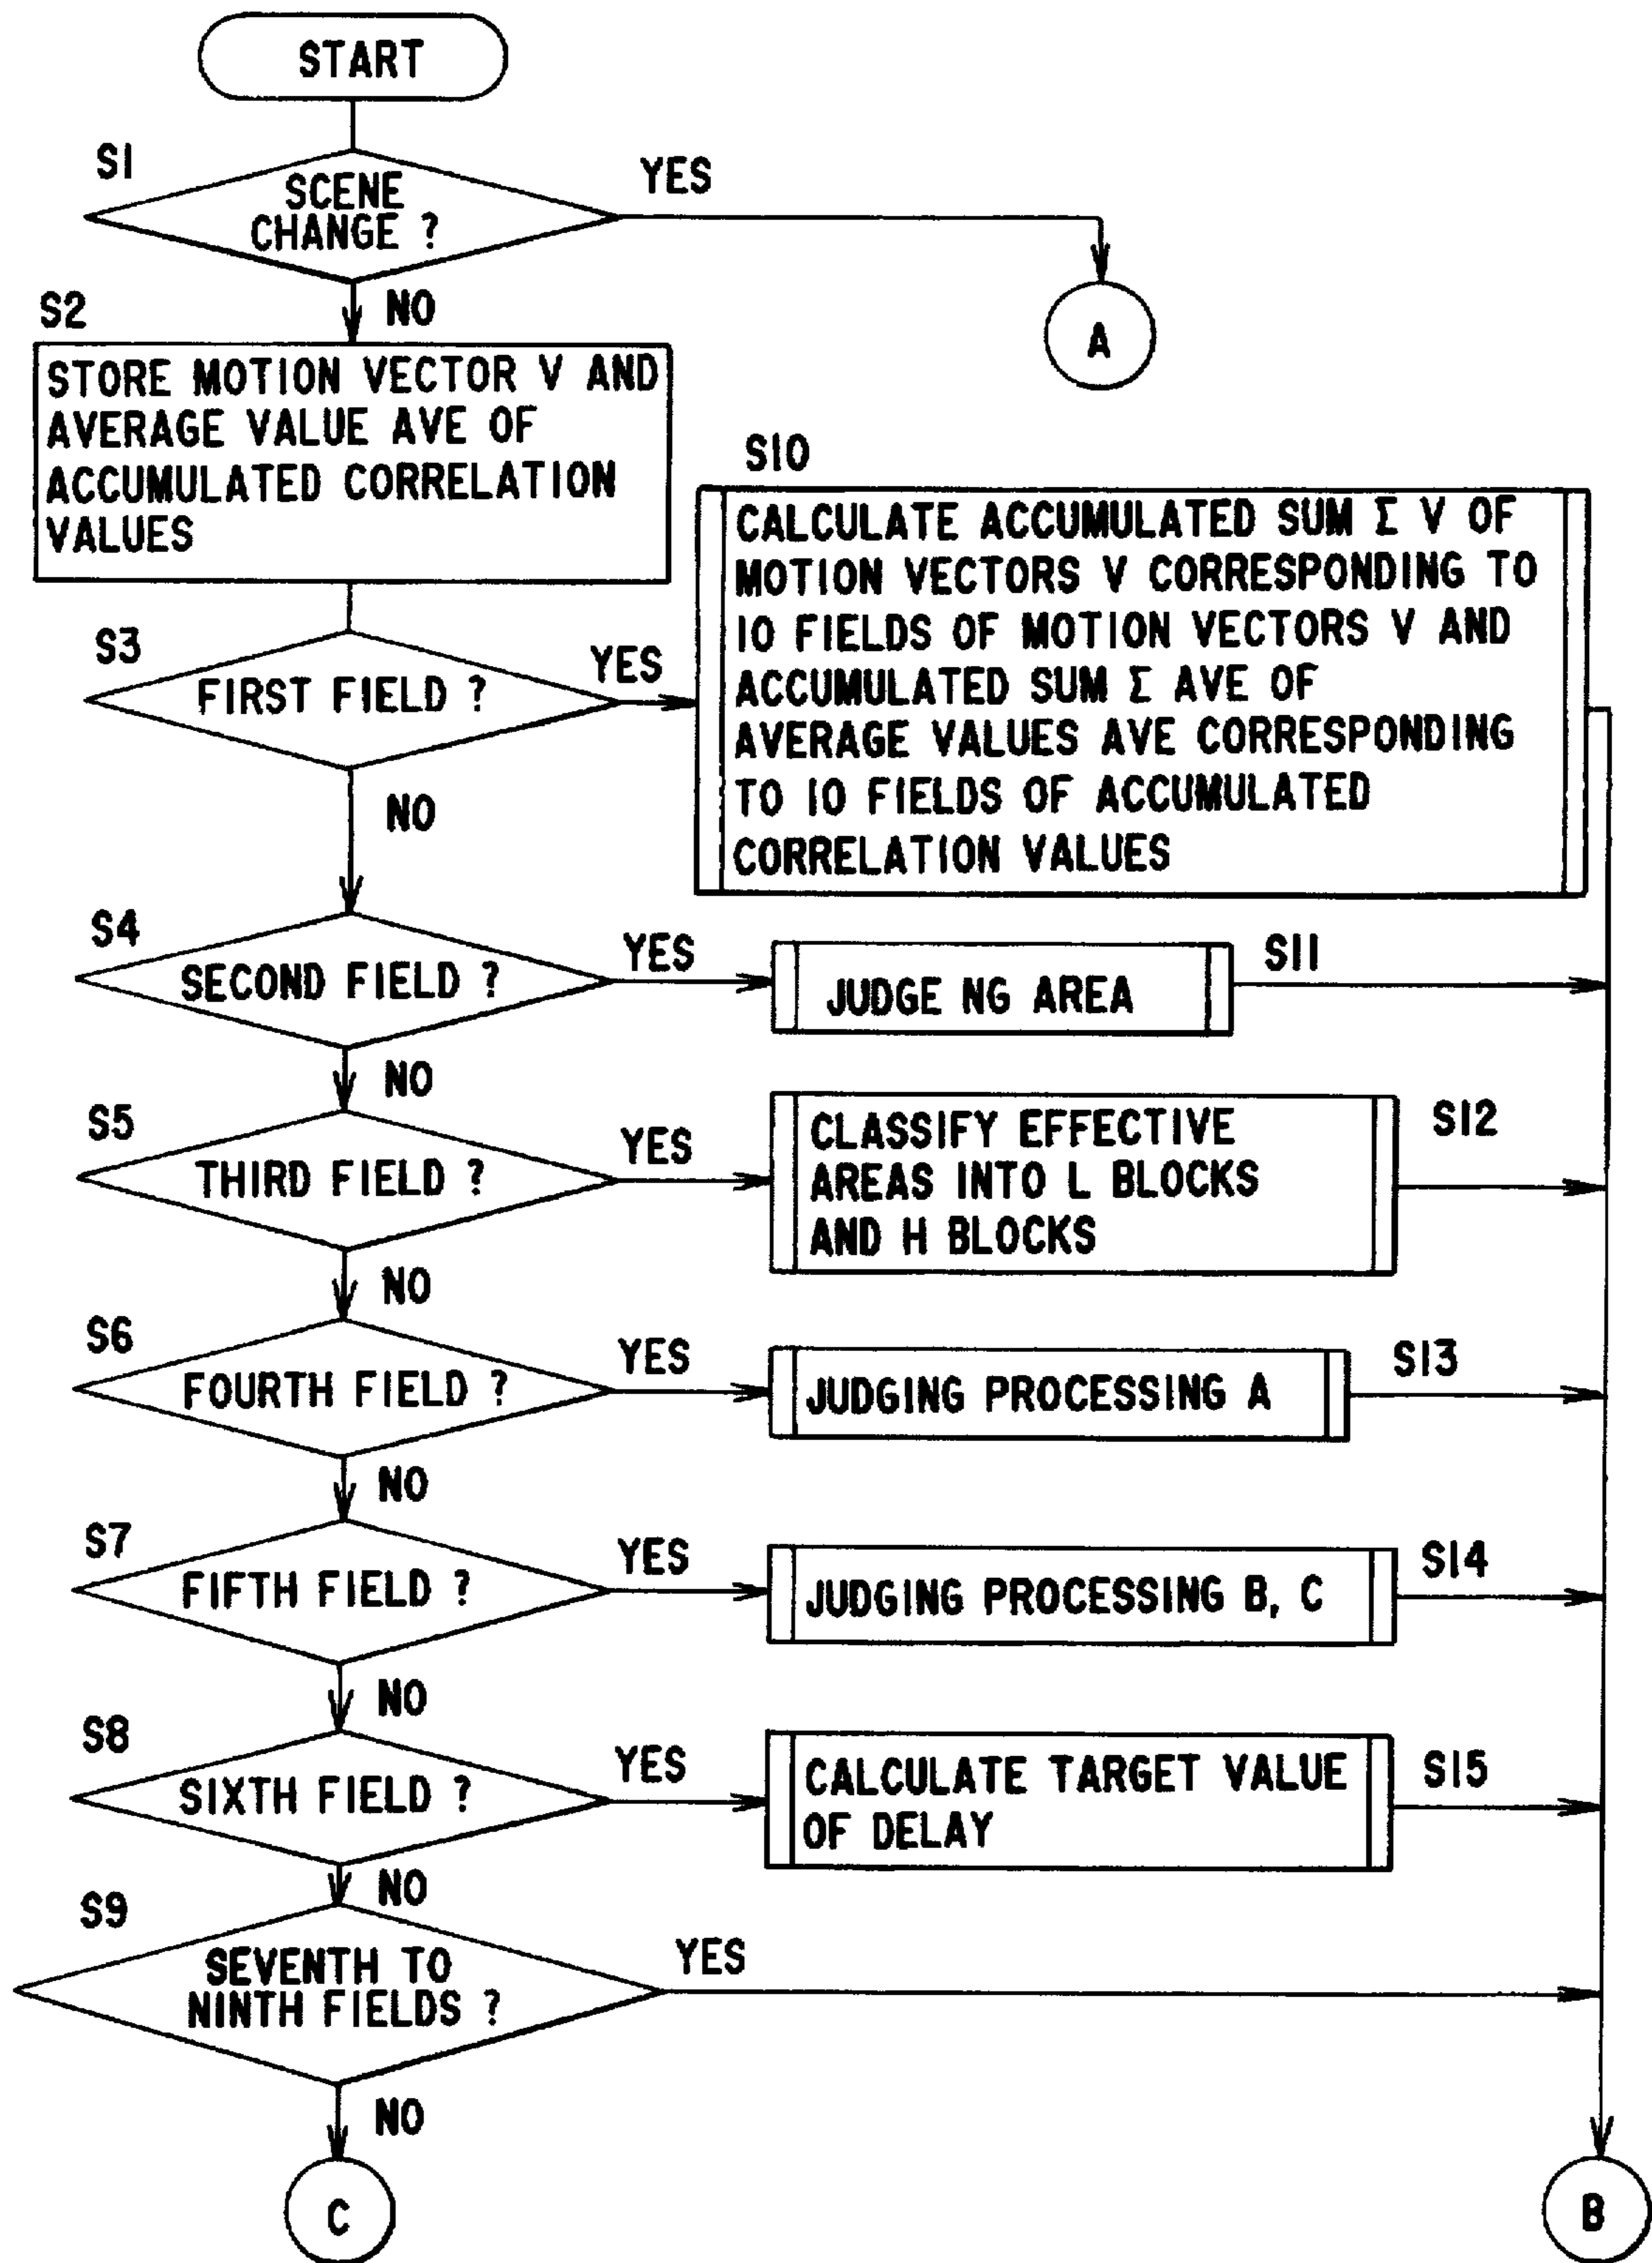 START
S1
SCENE
CHANGE ?
YES
A
NO
S2
STORE MOTION VECTOR V AND
AVERAGE VALUE AVE OF
ACCUMULATED CORRELATION
VALUES
S3
FIRST FIELD ?
YES
S10
CALCULATE ACCUMULATED SUM Σ V OF
MOTION VECTORS V CORRESPONDING TO
10 FIELDS OF MOTION VECTORS V AND
ACCUMULATED SUM Σ AVE OF
AVERAGE VALUES AVE CORRESPONDING
TO 10 FIELDS OF ACCUMULATED
CORRELATION VALUES
NO
S4
SECOND FIELD ?
YES
JUDGE NG AREA
S11
NO
S5
THIRD FIELD ?
YES
CLASSIFY EFFECTIVE
AREAS INTO L BLOCKS
AND H BLOCKS
S12
NO
S6
FOURTH FIELD ?
YES
JUDGING PROCESSING A
S13
NO
S7
FIFTH FIELD ?
YES
JUDGING PROCESSING B, C
S14
NO
S8
SIXTH FIELD ?
YES
CALCULATE TARGET VALUE
OF DELAY
S15
NO
S9
SEVENTH TO
NINTH FIELDS ?
YES
NO
C
B